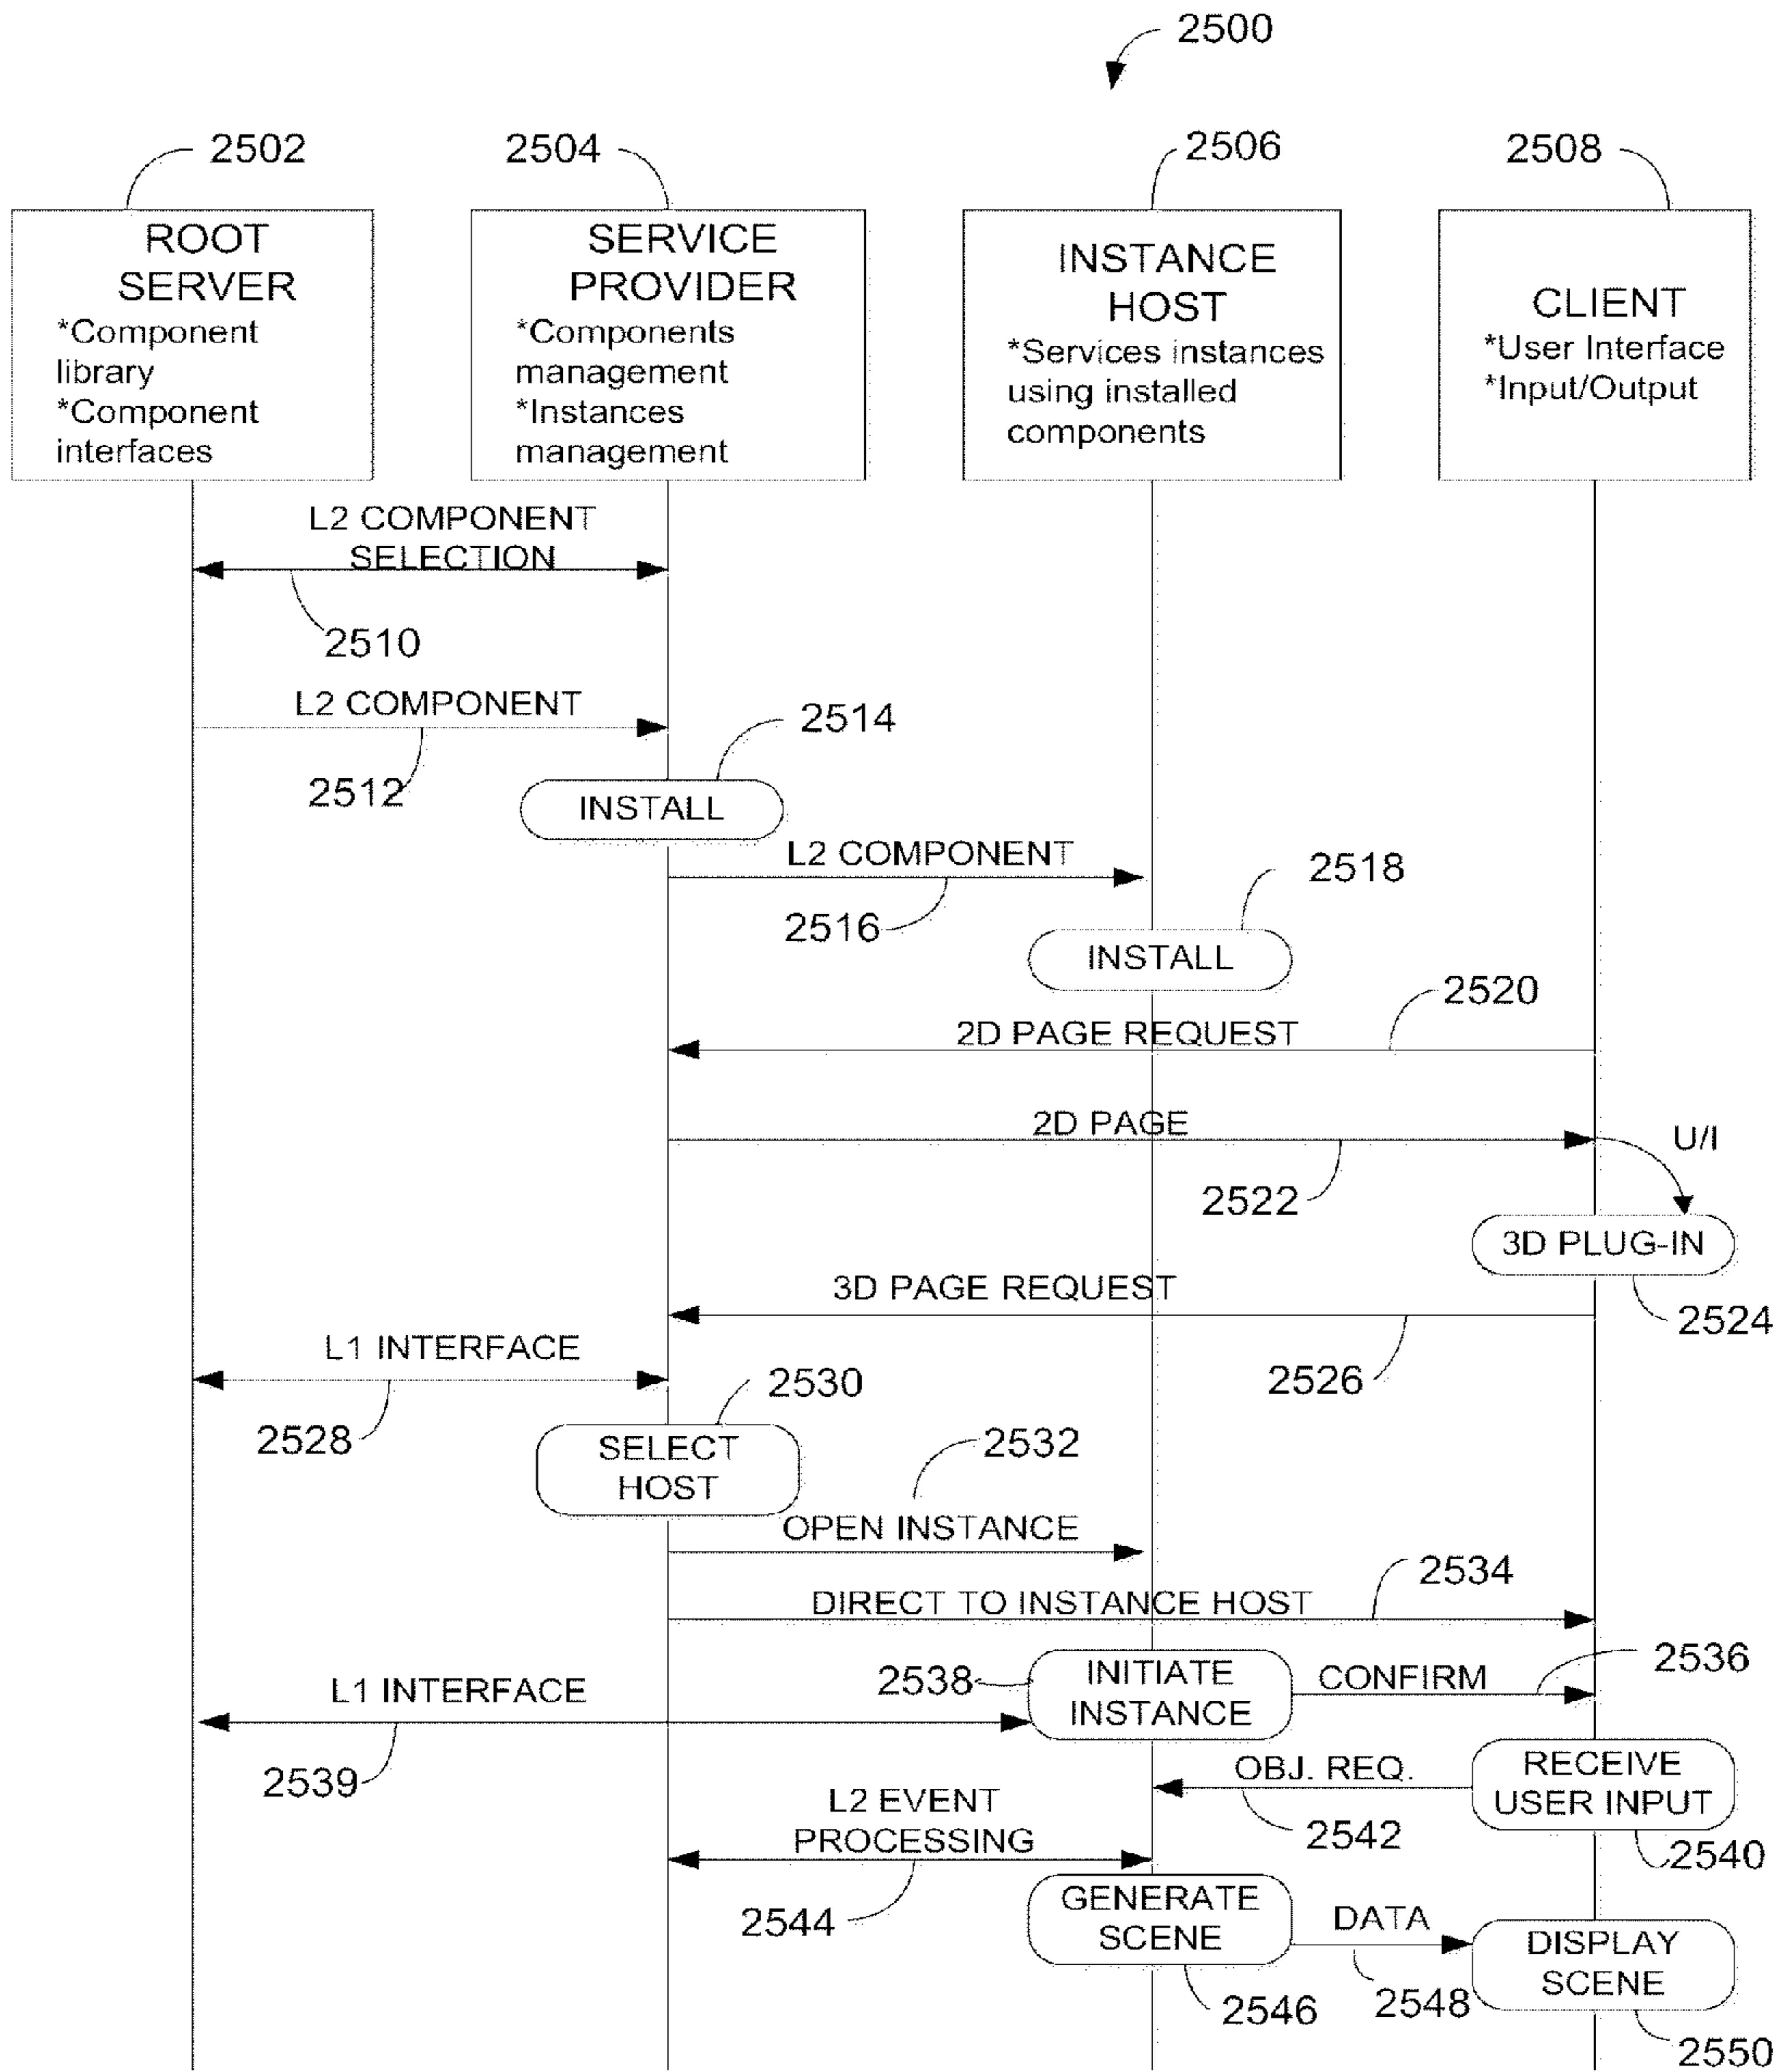 2500
2502
2504
2506
2508
ROOT
SERVER
*Component
library
*Component
interfaces
SERVICE
PROVIDER
*Components
management
*Instances
management
INSTANCE
HOST
*Services instances
using installed
components
CLIENT
*User Interface
*Input/Output
L2 COMPONENT
SELECTION
2510
L2 COMPONENT
2512
2514
INSTALL
L2 COMPONENT
2516
2518
INSTALL
2520
2D PAGE REQUEST
2D PAGE
U/I
2522
3D PLUG-IN
2524
3D PAGE REQUEST
2526
L1 INTERFACE
2528
2530
SELECT
HOST
2532
OPEN INSTANCE
2534
DIRECT TO INSTANCE HOST
2536
2538
INITIATE
INSTANCE
CONFIRM
L1 INTERFACE
2539
RECEIVE
USER INPUT
2540
OBJ. REQ.
2542
L2 EVENT
PROCESSING
2544
GENERATE
SCENE
2546
DATA
2548
DISPLAY
SCENE
2550